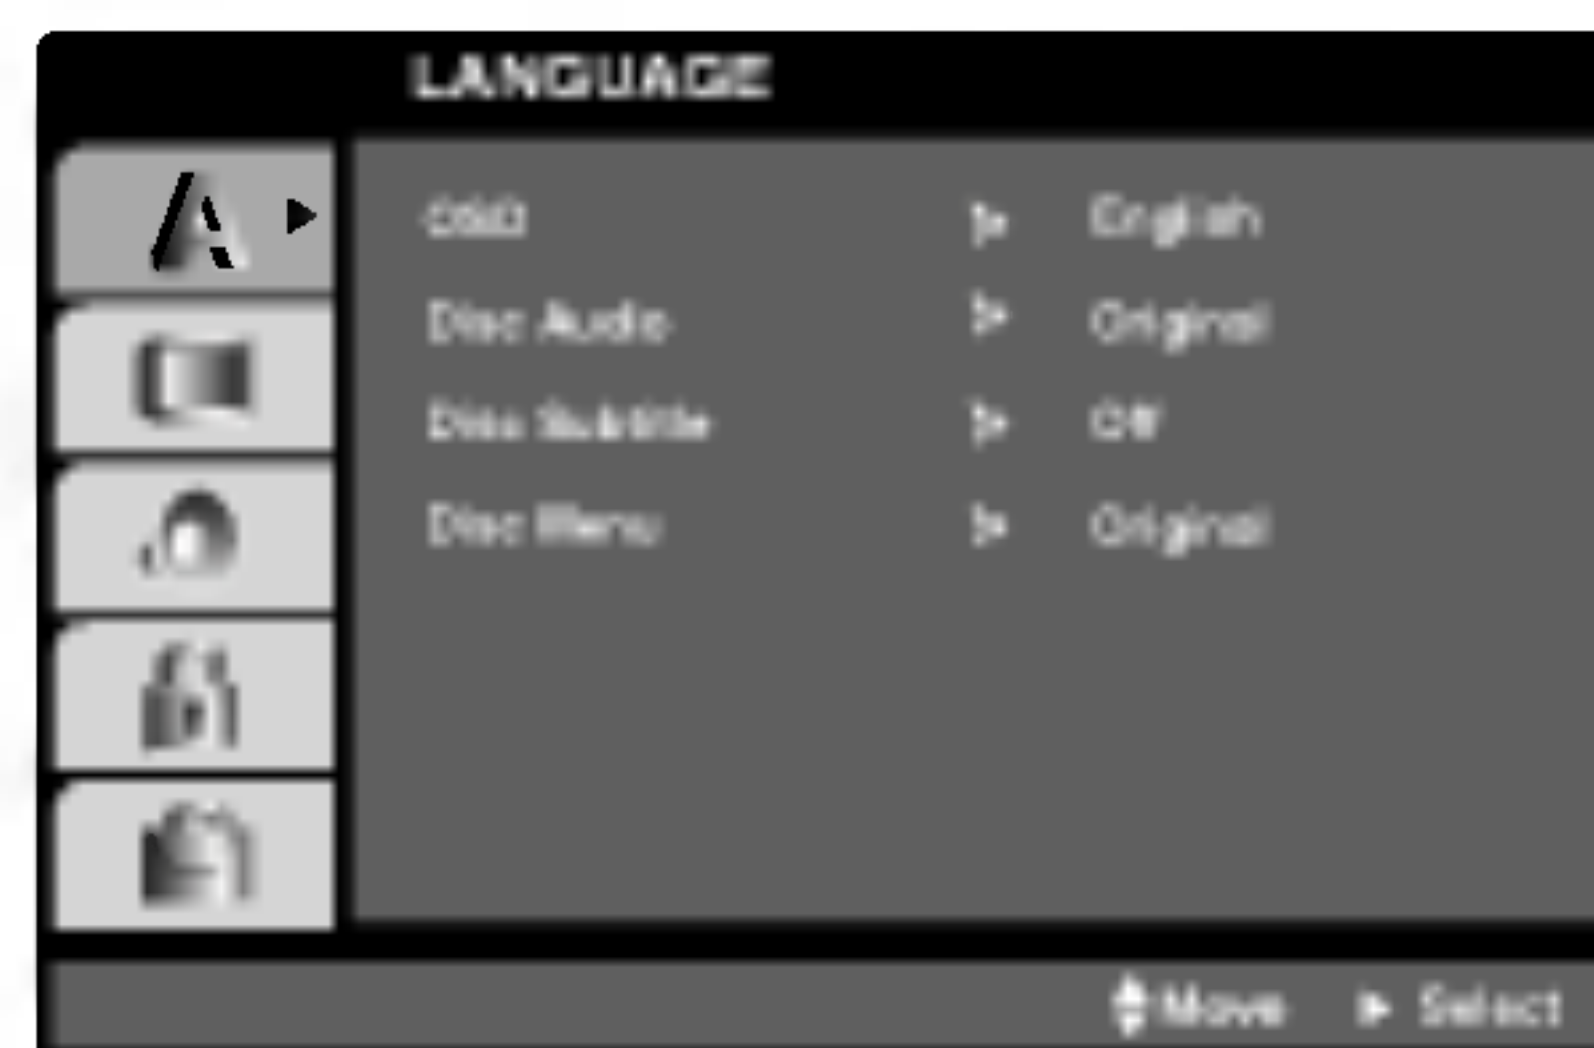 LANGUAGE
OSD English
Disc Audio Original
Disc Subtitle Off
Disc Menu Original
Move Select